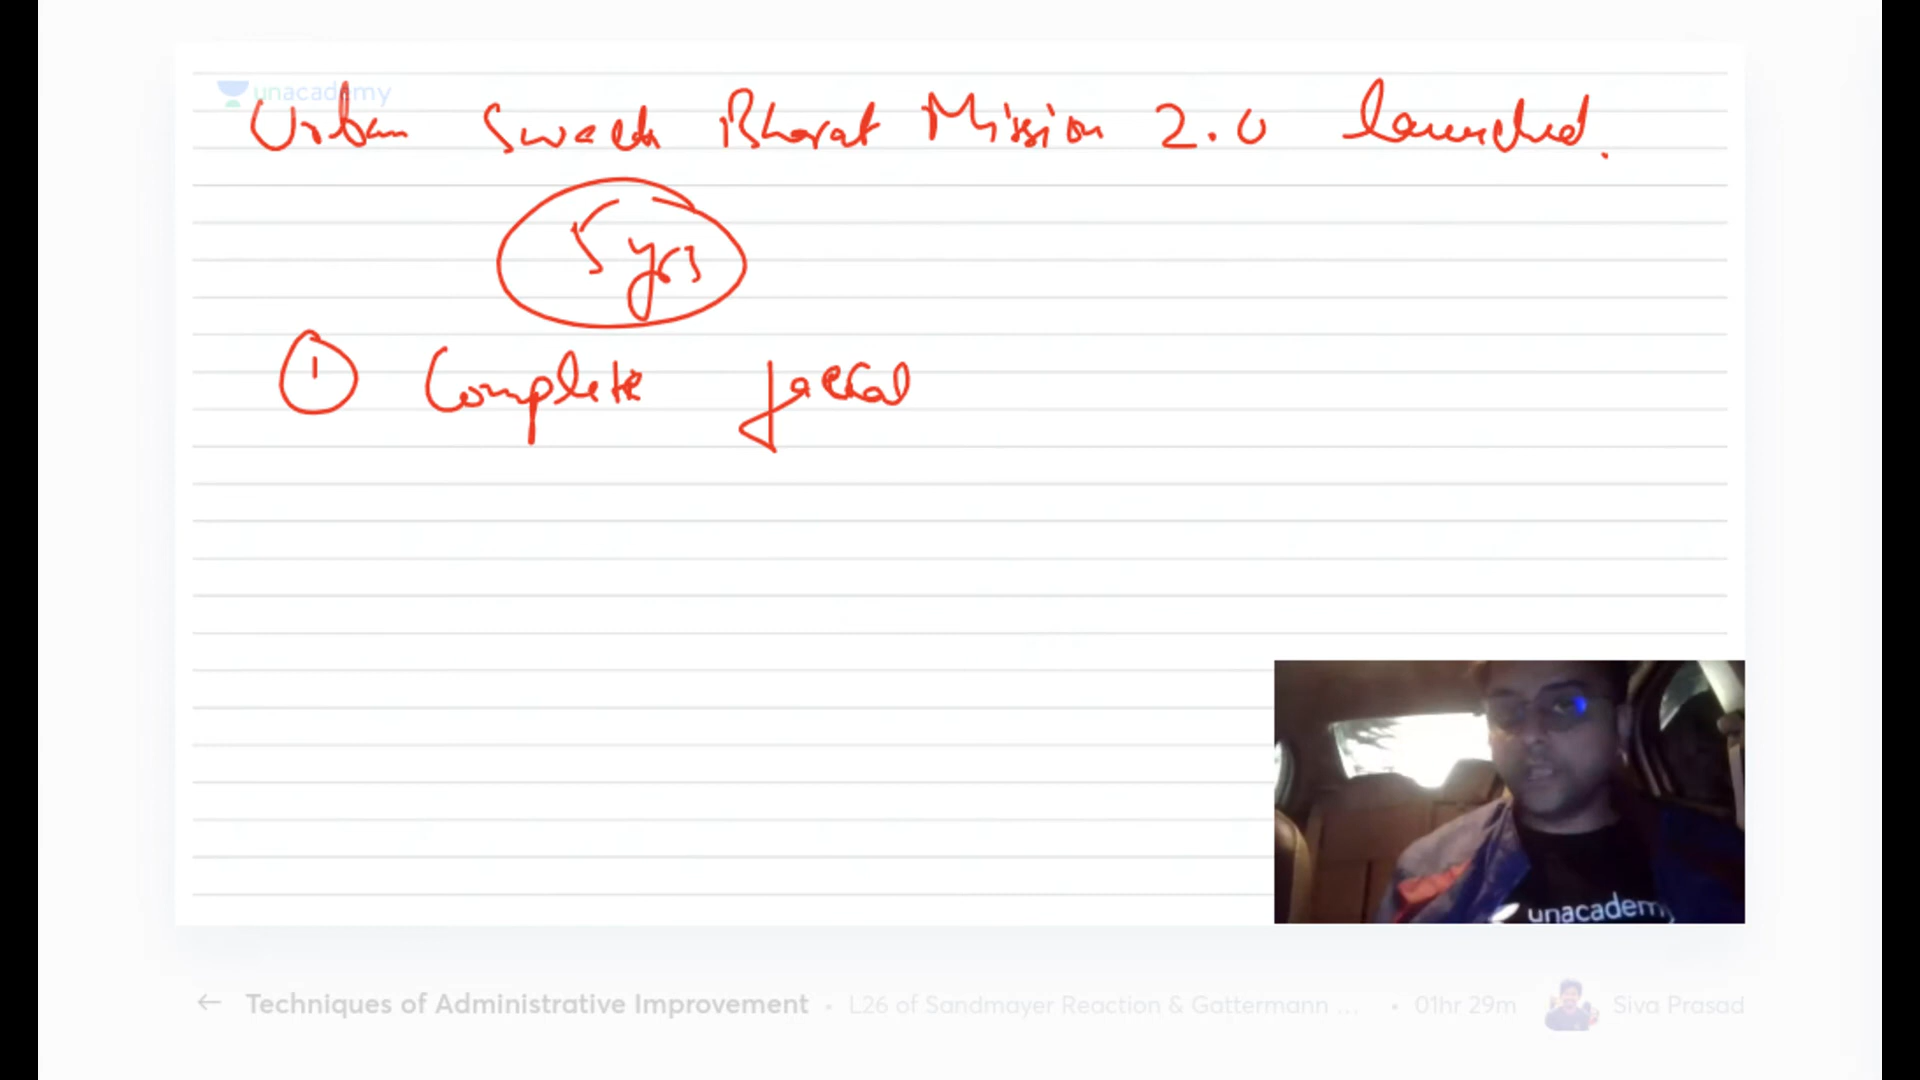 unacademy
Urban Swach Bharat Mission 2.0 launched.
5 yrs
1 Complete faecal
unacademy
← Techniques of Administrative Improvement • L26 of Sandmayer Reaction & Gattermann ... • 01hr 29m Siva Prasad